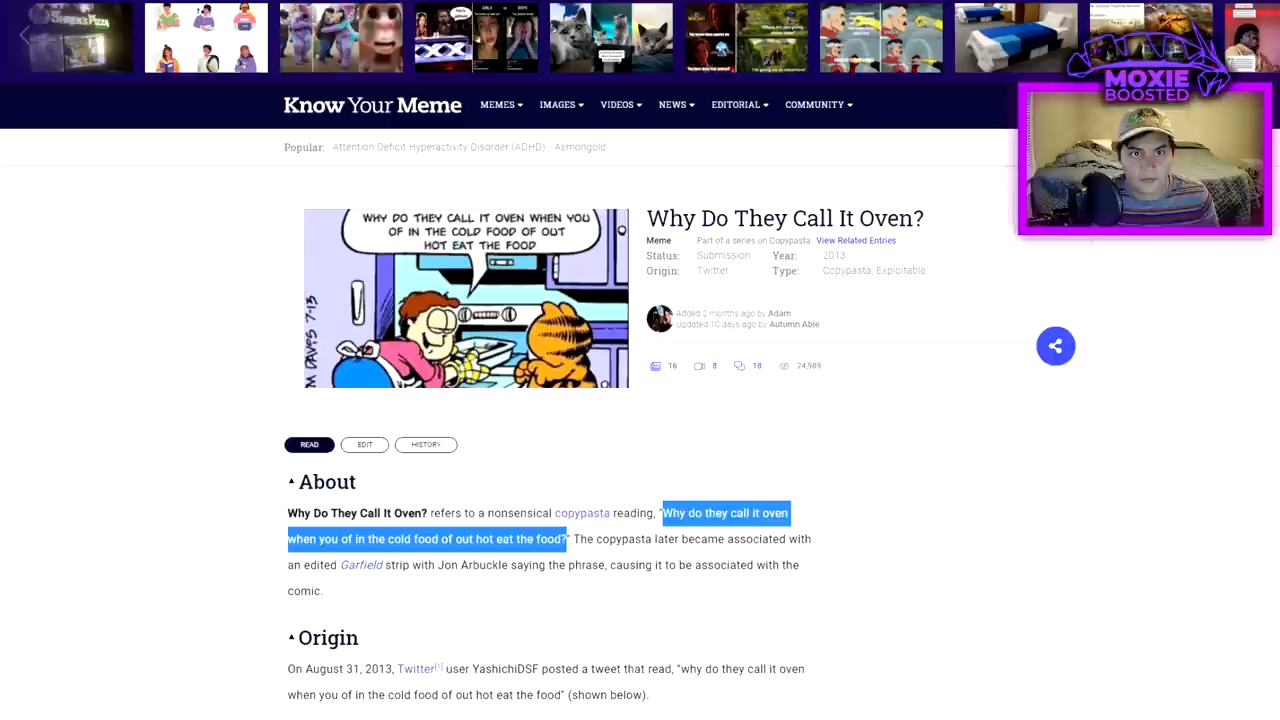 SHREK'S PIZZA
GIRLS VS BOYS
MOXIE
BOOSTED
Know Your Meme
MEMES IMAGES VIDEOS NEWS EDITORIAL COMMUNITY
Popular: Attention Deficit Hyperactivity Disorder (ADHD) Asmongold
WHY DO THEY CALL IT OVEN WHEN YOU
OF IN THE COLD FOOD OF OUT
HOT EAT THE FOOD
JIM DAVIS 7-13
Why Do They Call It Oven?
Meme Part of a series on Copypasta View Related Entries
Status: Submission Year: 2013
Origin: Twitter Type: Copypasta, Exploitable
Added 2 months ago by Adam
Updated 10 days ago by Autumn Able
16 8 18 24,989
READ EDIT HISTORY
About
Why Do They Call It Oven? refers to a nonsensical copypasta reading, "Why do they call it oven
when you of in the cold food of out hot eat the food?" The copypasta later became associated with
an edited Garfield strip with Jon Arbuckle saying the phrase, causing it to be associated with the
comic.
Origin
On August 31, 2013, Twitter[1] user YashichiDSF posted a tweet that read, "why do they call it oven
when you of in the cold food of out hot eat the food" (shown below).